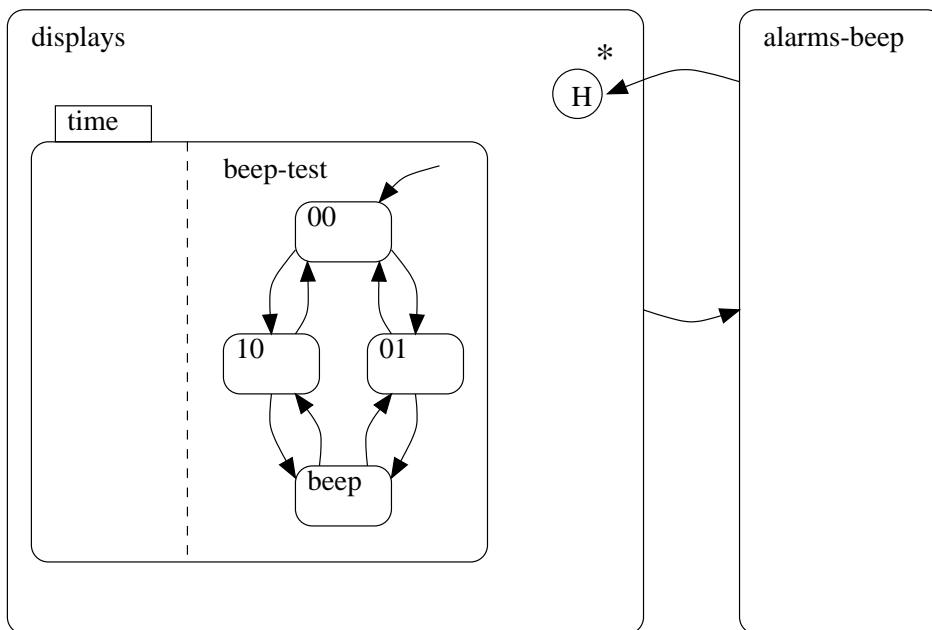 displays
alarms-beep
*
H
time
beep-test
00
10
01
beep